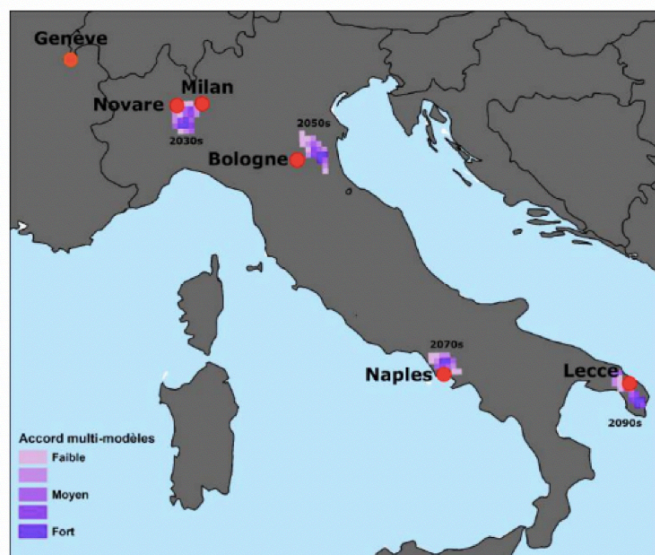 Genève
Milan
Novare
2030s
2050s
Bologne
2070s
Naples
Lecce
2090s
Accord multi-modèles
Faible
Moyen
Fort